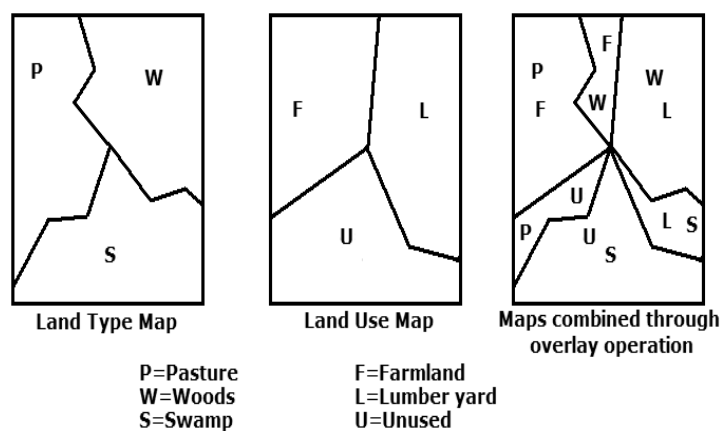 P
W
S
F
L
U
F
P
W
W
F
L
U
P
U
S
L
S
Land Type Map
Land Use Map
Maps combined through
overlay operation
P=Pasture
W=Woods
S=Swamp
F=Farmland
L=Lumber yard
U=Unused